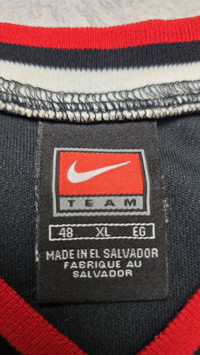 TEAM
48 XL EG
MADE IN EL SALVADOR
FABRIQUE AU
SALVADOR